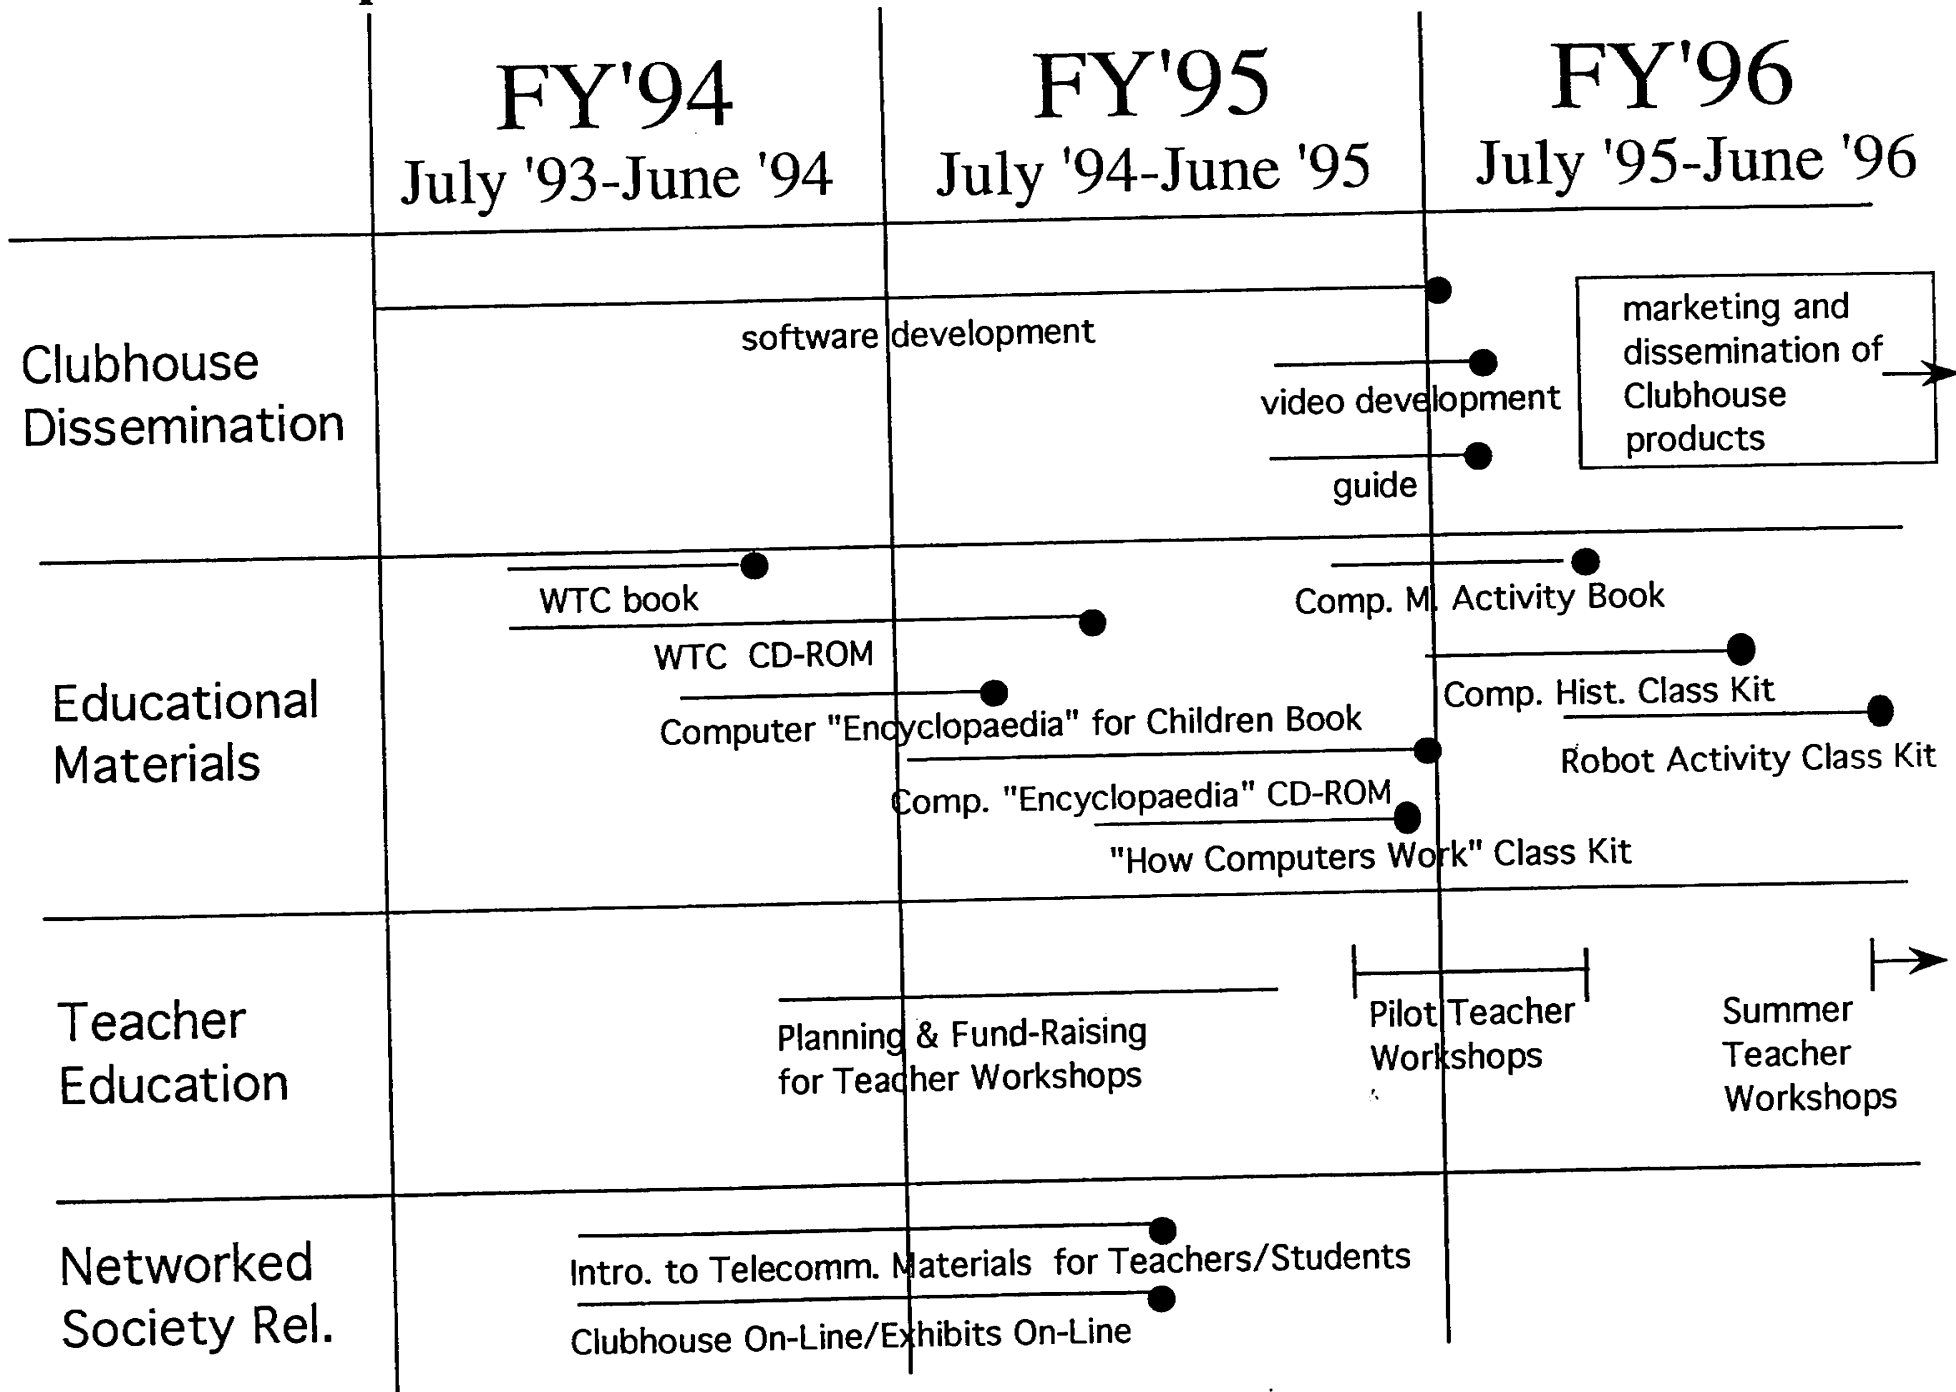 FY'94
July '93-June '94
FY'95
July '94-June '95
FY'96
July '95-June '96
Clubhouse
Dissemination
software development
video development
guide
marketing and
dissemination of
Clubhouse
products
Educational
Materials
WTC book
WTC CD-ROM
Computer "Encyclopaedia" for Children Book
Comp. "Encyclopaedia" CD-ROM
"How Computers Work" Class Kit
Comp. M. Activity Book
Comp. Hist. Class Kit
Robot Activity Class Kit
Teacher
Education
Planning & Fund-Raising
for Teacher Workshops
Pilot Teacher
Workshops
Summer
Teacher
Workshops
Networked
Society Rel.
Intro. to Telecomm. Materials for Teachers/Students
Clubhouse On-Line/Exhibits On-Line